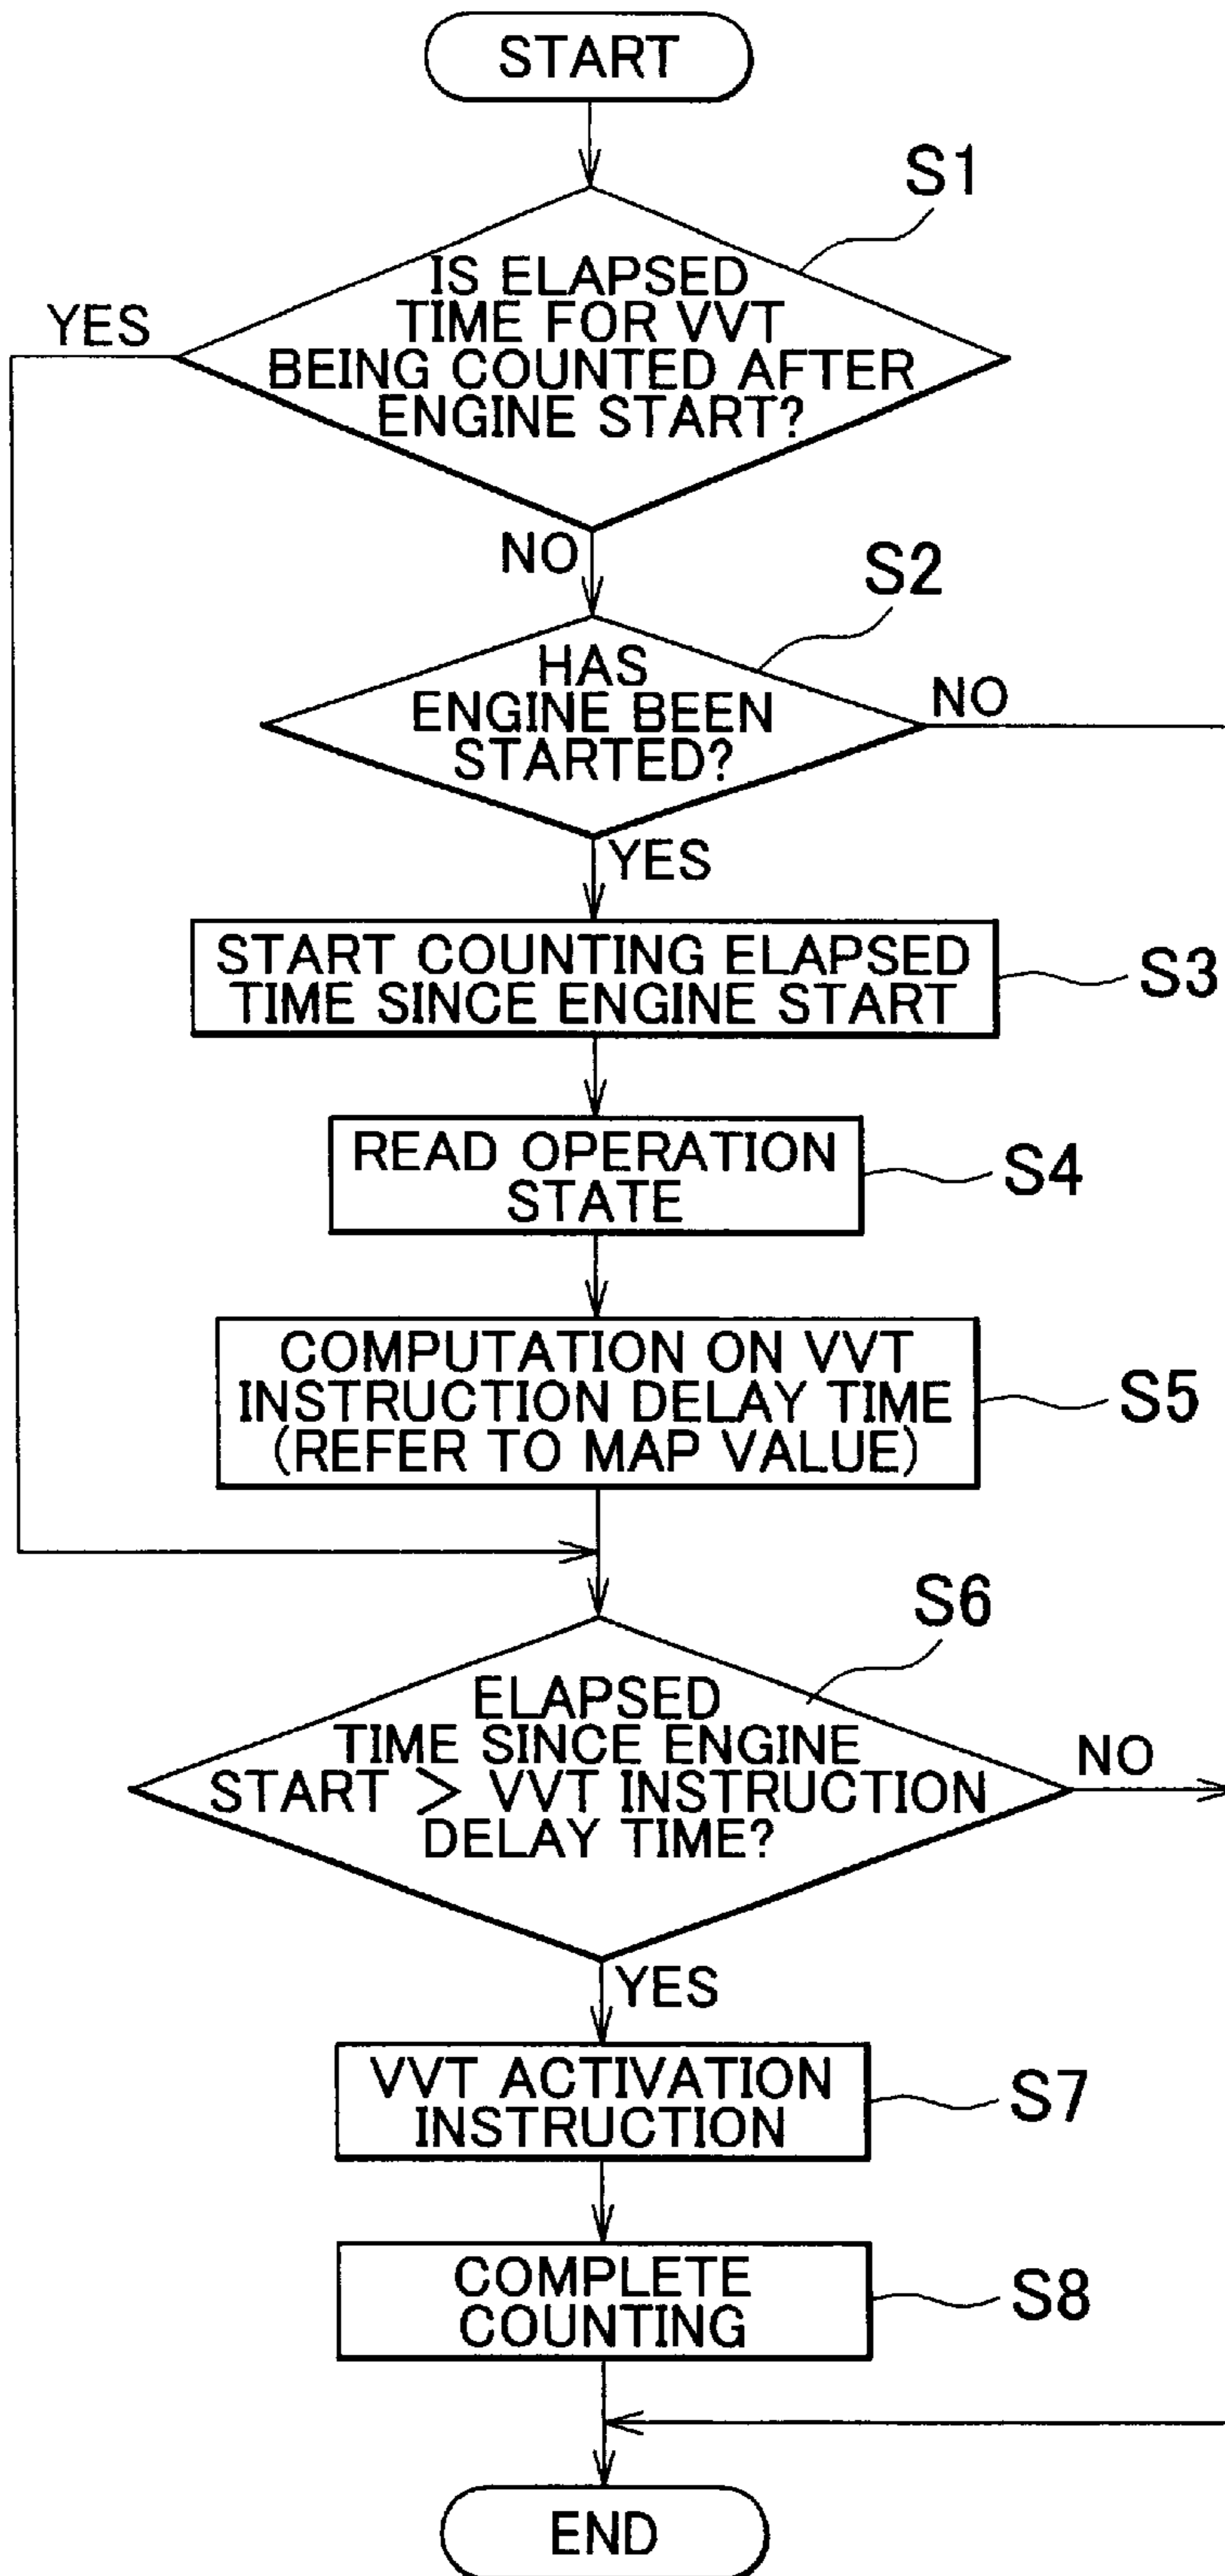 START
S1
IS ELAPSED
TIME FOR VVT
BEING COUNTED AFTER
ENGINE START?
YES
NO
S2
HAS
ENGINE BEEN
STARTED?
NO
YES
START COUNTING ELAPSED
TIME SINCE ENGINE START
S3
READ OPERATION
STATE
S4
COMPUTATION ON VVT
INSTRUCTION DELAY TIME
(REFER TO MAP VALUE)
S5
S6
ELAPSED
TIME SINCE ENGINE
START > VVT INSTRUCTION
DELAY TIME?
NO
YES
VVT ACTIVATION
INSTRUCTION
S7
COMPLETE
COUNTING
S8
END